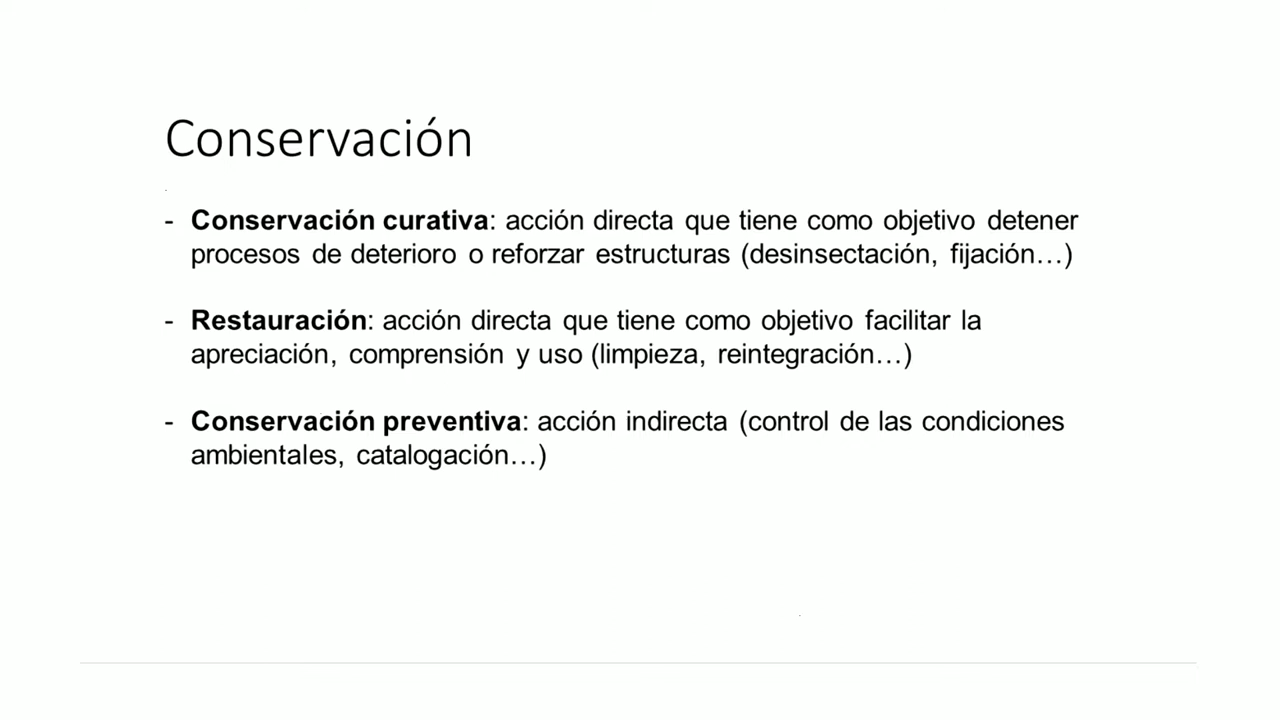 Conservación
- Conservación curativa: acción directa que tiene como objetivo detener
procesos de deterioro o reforzar estructuras (desinsectación, fijación…)
- Restauración: acción directa que tiene como objetivo facilitar la
apreciación, comprensión y uso (limpieza, reintegración…)
- Conservación preventiva: acción indirecta (control de las condiciones
ambientales, catalogación…)